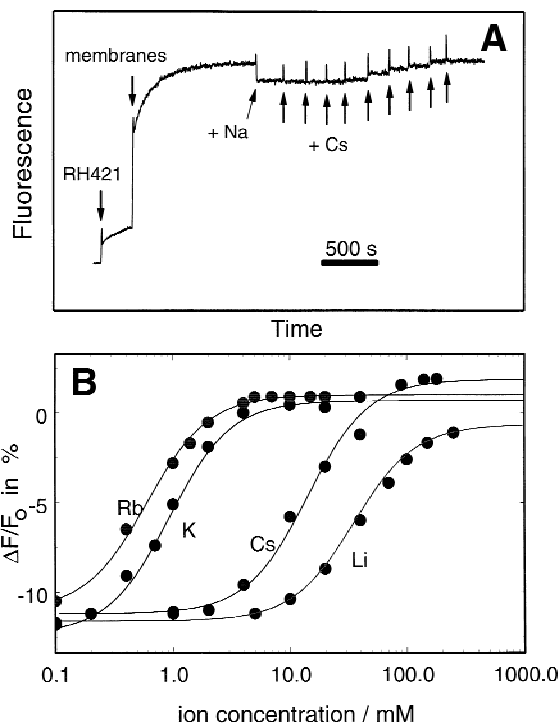 A
membranes
+ Na
+ Cs
RH421
500 s
Fluorescence
Time
B
0
-5
-10
ΔF/Fo in %
Rb
K
Cs
Li
0.1 1.0 10.0 100.0 1000.0
ion concentration / mM